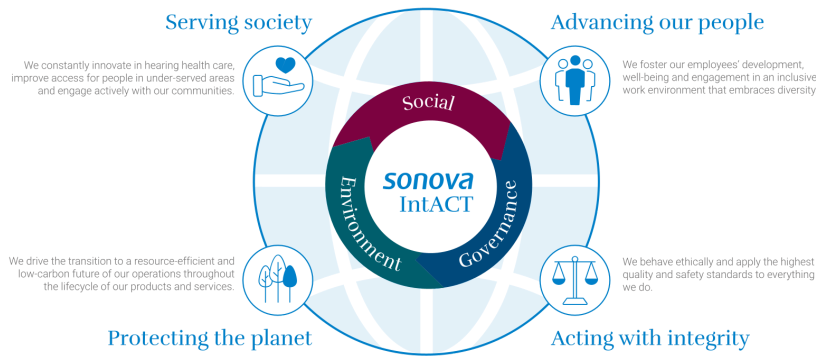 Serving society
We constantly innovate in hearing health care,
improve access for people in under-served areas
and engage actively with our communities.
Advancing our people
We foster our employees' development,
well-being and engagement in an inclusive
work environment that embraces diversity
Social
Environment
Governance
sonova
IntACT
We drive the transition to a resource-efficient and
low-carbon future of our operations throughout
the lifecycle of our products and services.
Protecting the planet
We behave ethically and apply the highest
quality and safety standards to everything
we do.
Acting with integrity